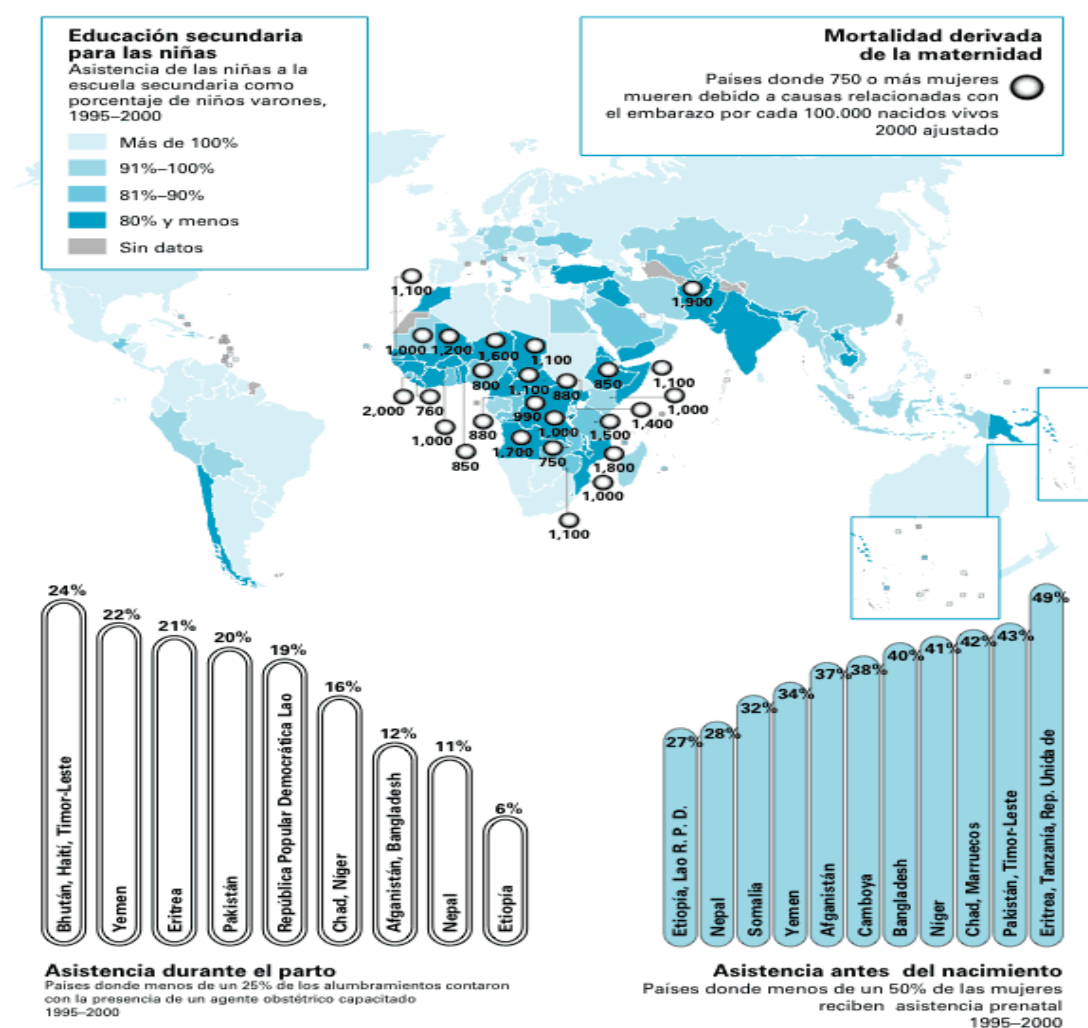 Educación secundaria
para las niñas
Asistencia de las niñas a la
escuela secundaria como
porcentaje de niños varones,
1995–2000
Más de 100%
91%–100%
81%–90%
80% y menos
Sin datos
Mortalidad derivada
de la maternidad
Países donde 750 o más mujeres
mueren debido a causas relacionadas con
el embarazo por cada 100.000 nacidos vivos
2000 ajustado
1,100
1,900
1,000
1,200
1,600
1,100
800
1,100
880
850
1,100
2,000
760
990
1,000
1,000
880
1,000
1,400
1,500
850
1,700
750
1,800
1,000
1,100
24%
22%
21%
20%
19%
16%
12%
11%
6%
Bhután, Haití, Timor-Leste
Yemen
Eritrea
Pakistán
República Popular Democrática Lao
Chad, Níger
Afganistán, Bangladesh
Nepal
Etiopia
Asistencia durante el parto
Países donde menos de un 25% de los alumbramientos contaron
con la presencia de un agente obstétrico capacitado
1995–2000
27%
28%
32%
34%
37%
38%
40%
41%
42%
43%
49%
Etiopía, Lao R. P. D.
Nepal
Somalia
Yemen
Afganistán
Camboya
Bangladesh
Níger
Chad, Marruecos
Pakistán, Timor-Leste
Eritrea, Tanzanía, Rep. Unida de
Asistencia antes del nacimiento
Países donde menos de un 50% de las mujeres
reciben asistencia prenatal
1995–2000